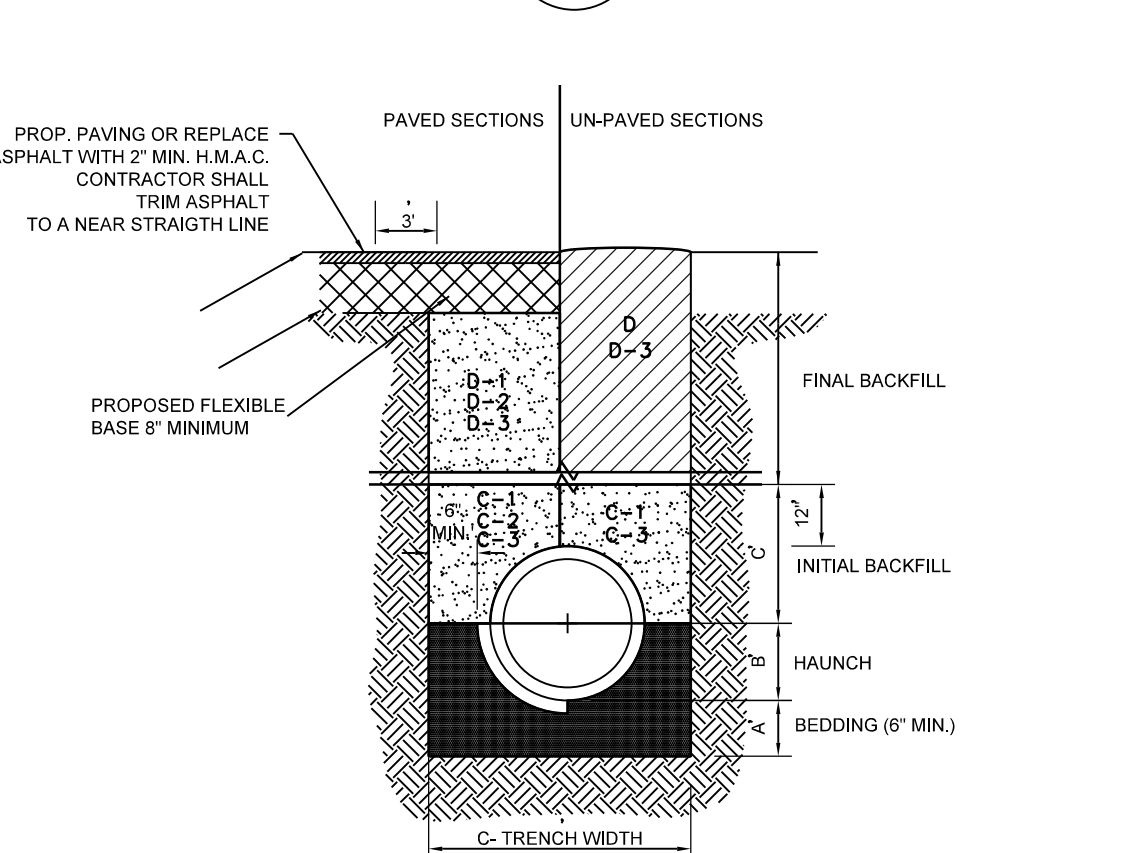 PAVED SECTIONS
UN-PAVED SECTIONS
PROP. PAVING OR REPLACE
ASPHALT WITH 2" MIN. H.M.A.C.
CONTRACTOR SHALL
TRIM ASPHALT
TO A NEAR STRAIGTH LINE
3'
D
D-3
D-1
D-2
D-3
FINAL BACKFILL
PROPOSED FLEXIBLE
BASE 8" MINIMUM
6"
MIN.
C-1
C-2
C-3
C-1
C-3
12"
C
INITIAL BACKFILL
B
HAUNCH
A
BEDDING (6" MIN.)
C- TRENCH WIDTH